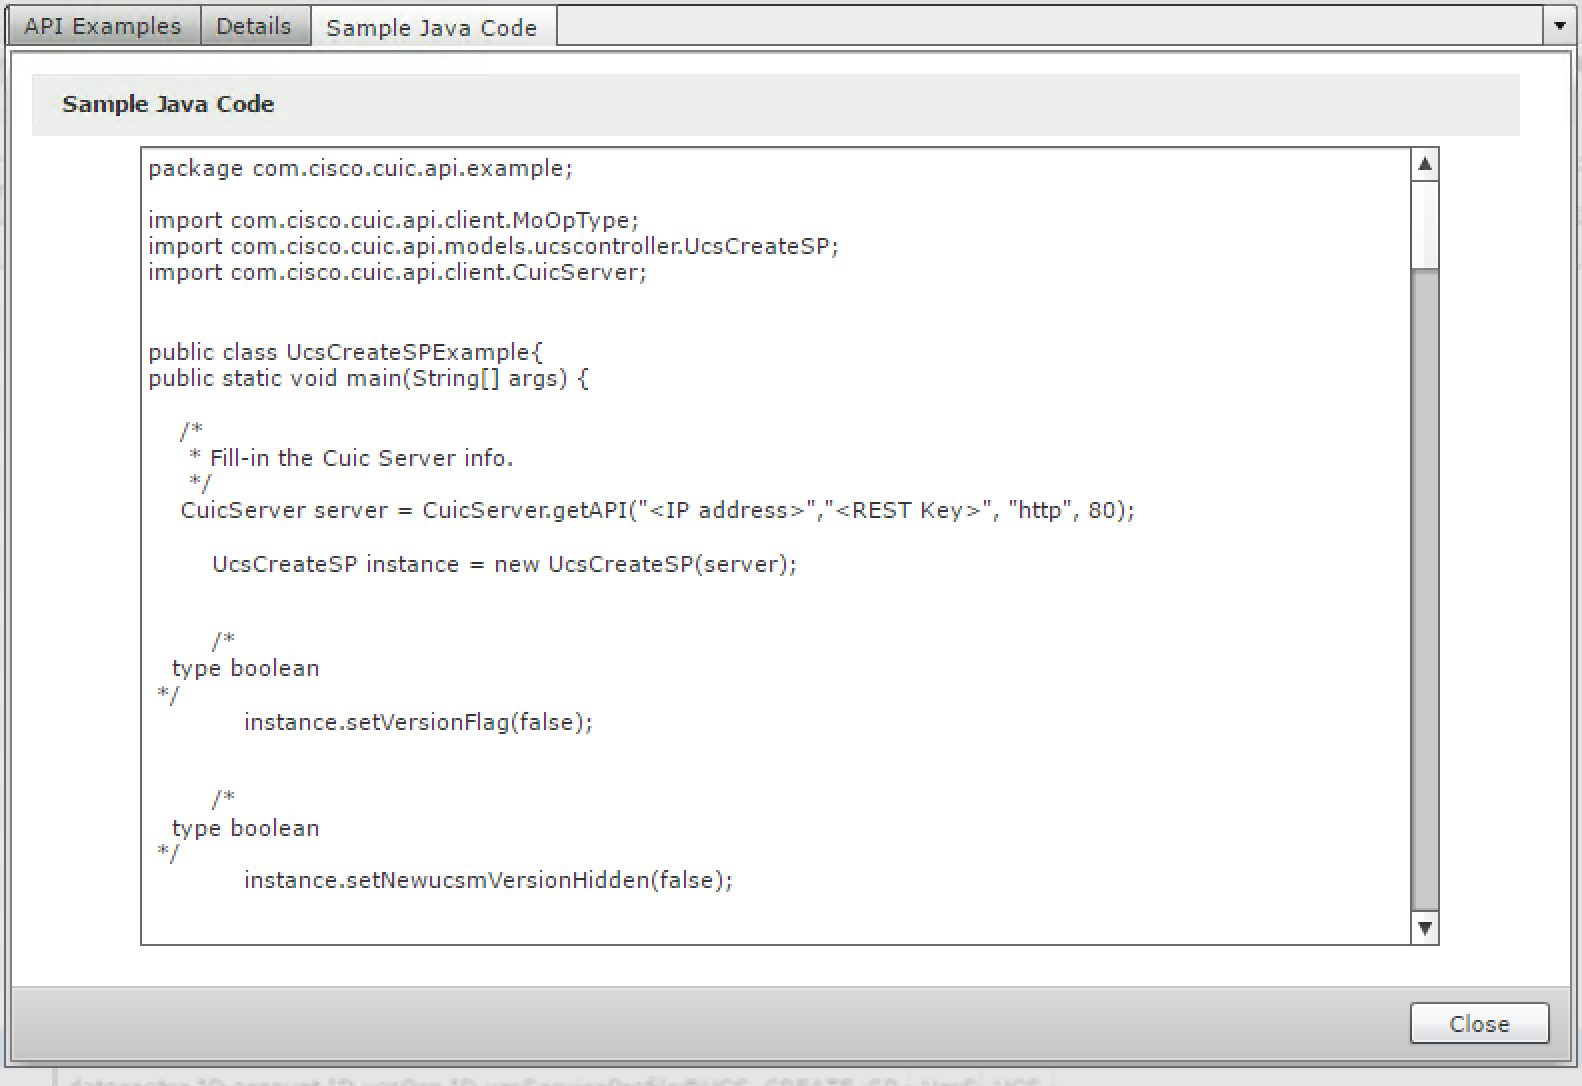 API Examples Details Sample Java Code
Sample Java Code
package com.cisco.cuic.api.example;
import com.cisco.cuic.api.client.MoOpType;
import com.cisco.cuic.api.models.ucscontroller.UcsCreateSP;
import com.cisco.cuic.api.client.CuicServer;
public class UcsCreateSPExample{
public static void main(String[] args) {
/*
* Fill-in the Cuic Server info.
*/
CuicServer server = CuicServer.getAPI("<IP address>","<REST Key>", "http", 80);
UcsCreateSP instance = new UcsCreateSP(server);
/*
type boolean
*/
instance.setVersionFlag(false);
/*
type boolean
*/
instance.setNewucsmVersionHidden(false);
Close